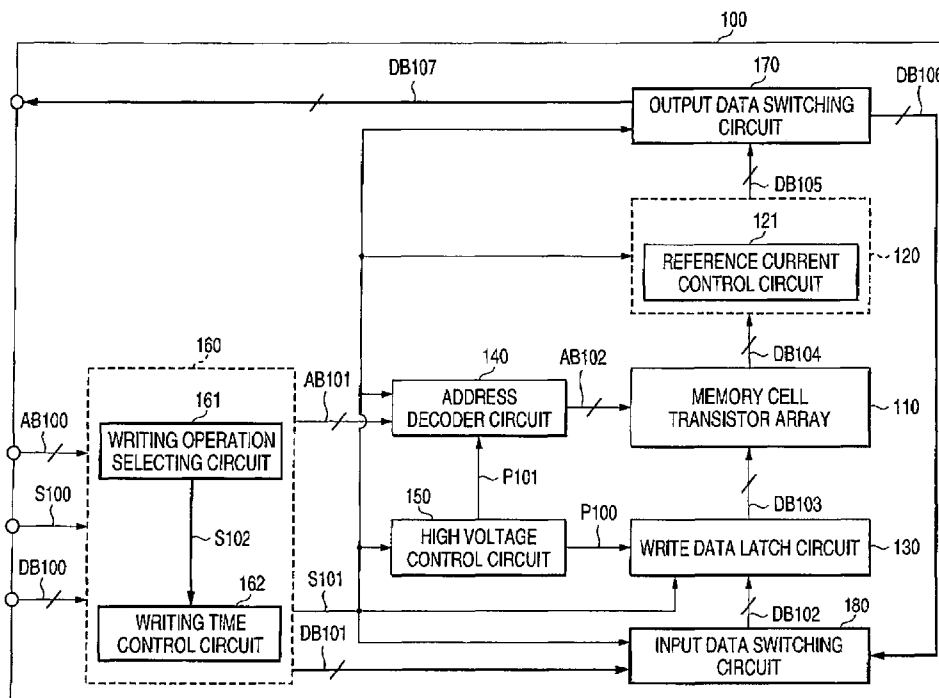 100
DB107
170
DB106
OUTPUT DATA SWITCHING
CIRCUIT
DB105
121
REFERENCE CURRENT
CONTROL CIRCUIT
120
160
AB101
140
AB102
DB104
ADDRESS
DECODER CIRCUIT
MEMORY CELL
TRANSISTOR ARRAY
110
AB100
161
WRITING OPERATION
SELECTING CIRCUIT
P101
S100
S102
150
P100
DB103
HIGH VOLTAGE
CONTROL CIRCUIT
WRITE DATA LATCH CIRCUIT
130
DB100
162
S101
WRITING TIME
CONTROL CIRCUIT
DB101
DB102
180
INPUT DATA SWITCHING
CIRCUIT